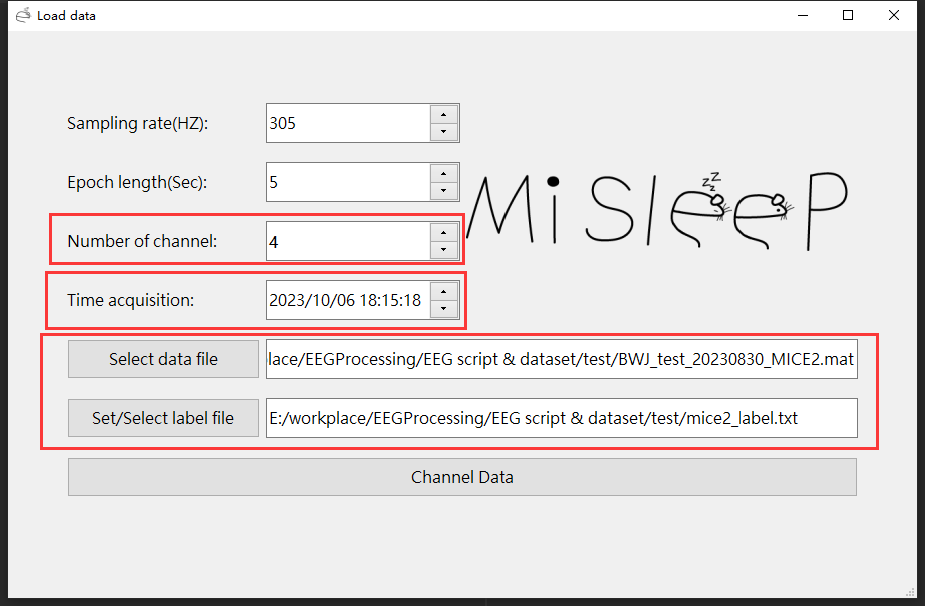 Load data
Sampling rate(HZ):
305
Epoch length(Sec):
5
Number of channel:
4
Time acquisition:
2023/10/06 18:15:18
MiSleep
zzz
Select data file
lace/EEGProcessing/EEG script & dataset/test/BWJ_test_20230830_MICE2.mat
Set/Select label file
E:/workplace/EEGProcessing/EEG script & dataset/test/mice2_label.txt
Channel Data